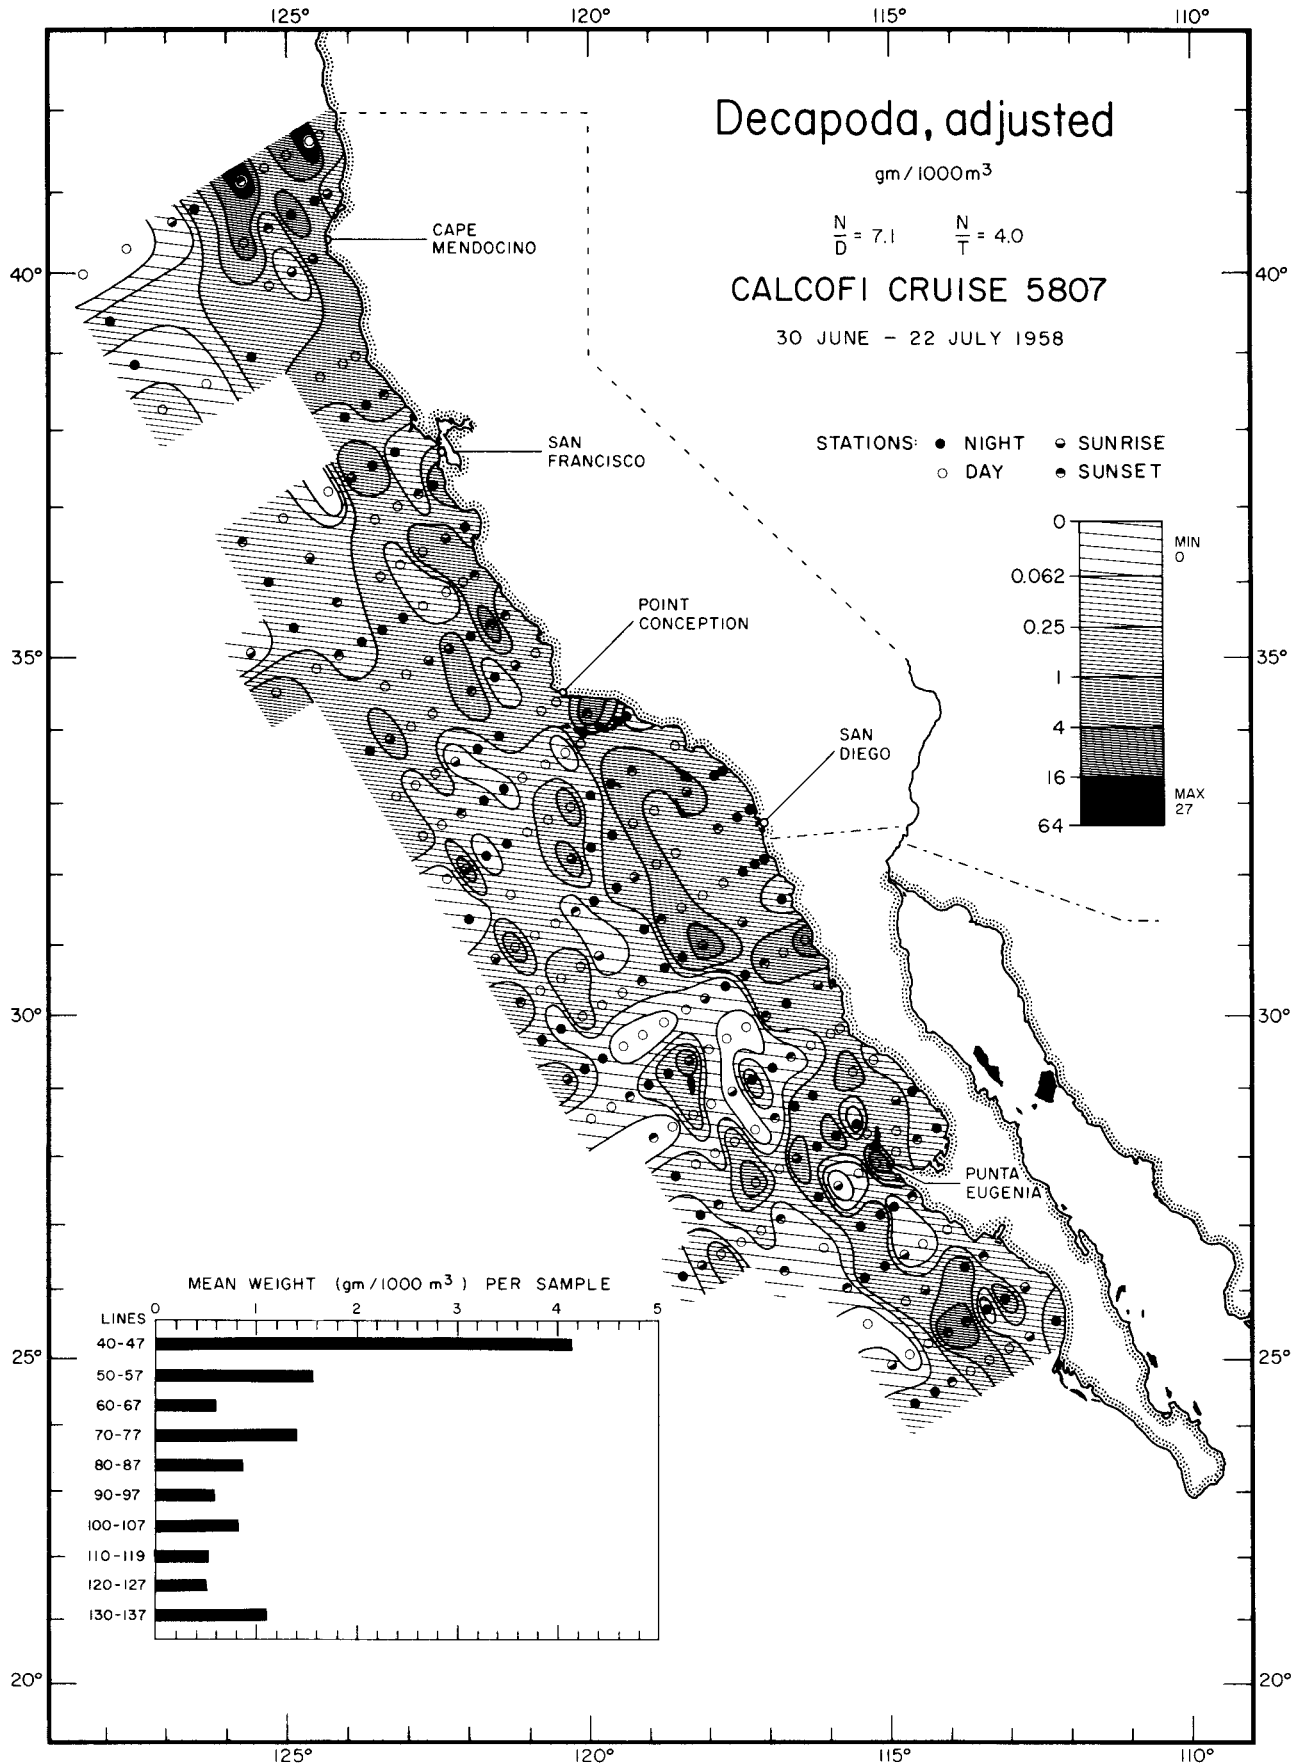 125°
120°
115°
110°
Decapoda, adjusted
gm/1000m³
N/D = 7.1
N/T = 4.0
CALCOFI CRUISE 5807
30 JUNE – 22 JULY 1958
CAPE
MENDOCINO
40°
40°
SAN
FRANCISCO
STATIONS:
NIGHT
SUNRISE
DAY
SUNSET
0
0.062
0.25
1
4
16
64
MIN
0
MAX
27
POINT
CONCEPTION
35°
35°
SAN
DIEGO
30°
30°
PUNTA
EUGENIA
MEAN WEIGHT (gm/1000 m³) PER SAMPLE
LINES
0
1
2
3
4
5
40-47
50-57
60-67
70-77
80-87
90-97
100-107
110-119
120-127
130-137
25°
25°
20°
20°
125°
120°
115°
110°